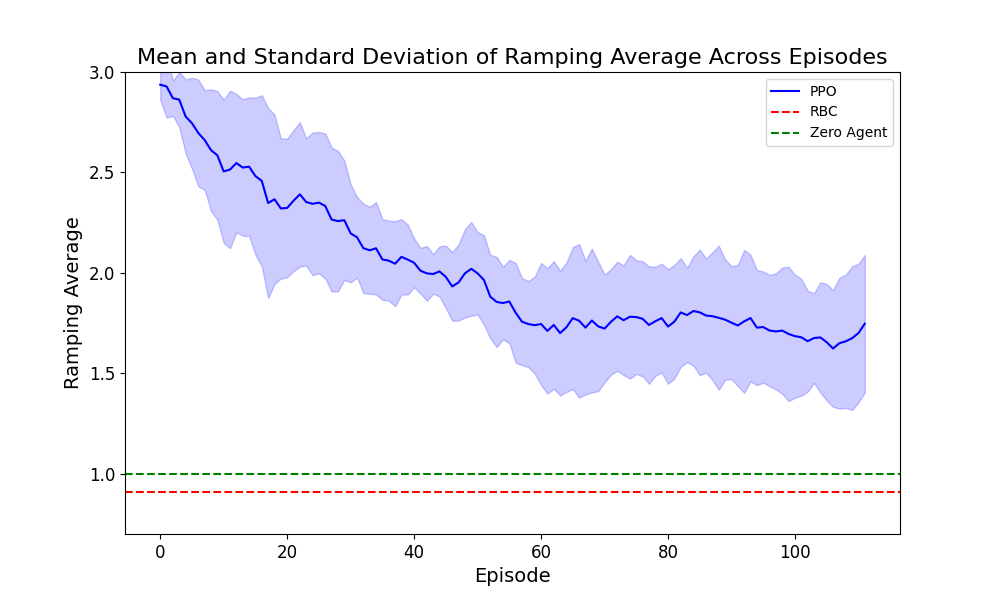 Mean and Standard Deviation of Ramping Average Across Episodes
3.0
2.5
2.0
1.5
1.0
Ramping Average
PPO
RBC
Zero Agent
0 20 40 60 80 100
Episode